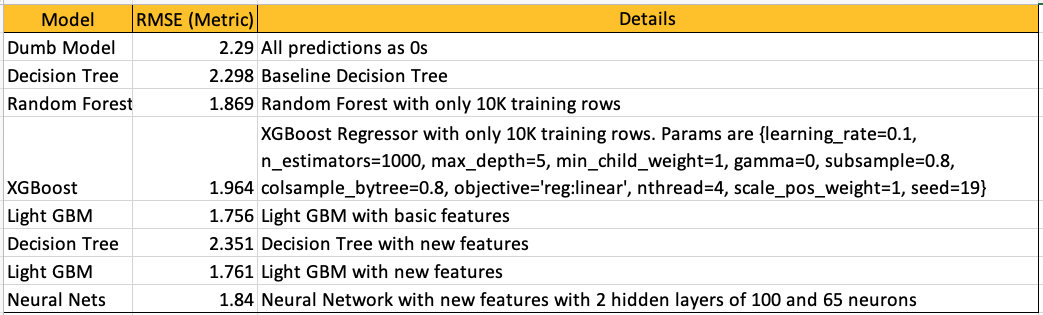 Model RMSE (Metric) Details
Dumb Model 2.29 All predictions as 0s
Decision Tree 2.298 Baseline Decision Tree
Random Forest 1.869 Random Forest with only 10K training rows
XGBoost Regressor with only 10K training rows. Params are {learning_rate=0.1,
n_estimators=1000, max_depth=5, min_child_weight=1, gamma=0, subsample=0.8,
XGBoost 1.964 colsample_bytree=0.8, objective='reg:linear', nthread=4, scale_pos_weight=1, seed=19}
Light GBM 1.756 Light GBM with basic features
Decision Tree 2.351 Decision Tree with new features
Light GBM 1.761 Light GBM with new features
Neural Nets 1.84 Neural Network with new features with 2 hidden layers of 100 and 65 neurons